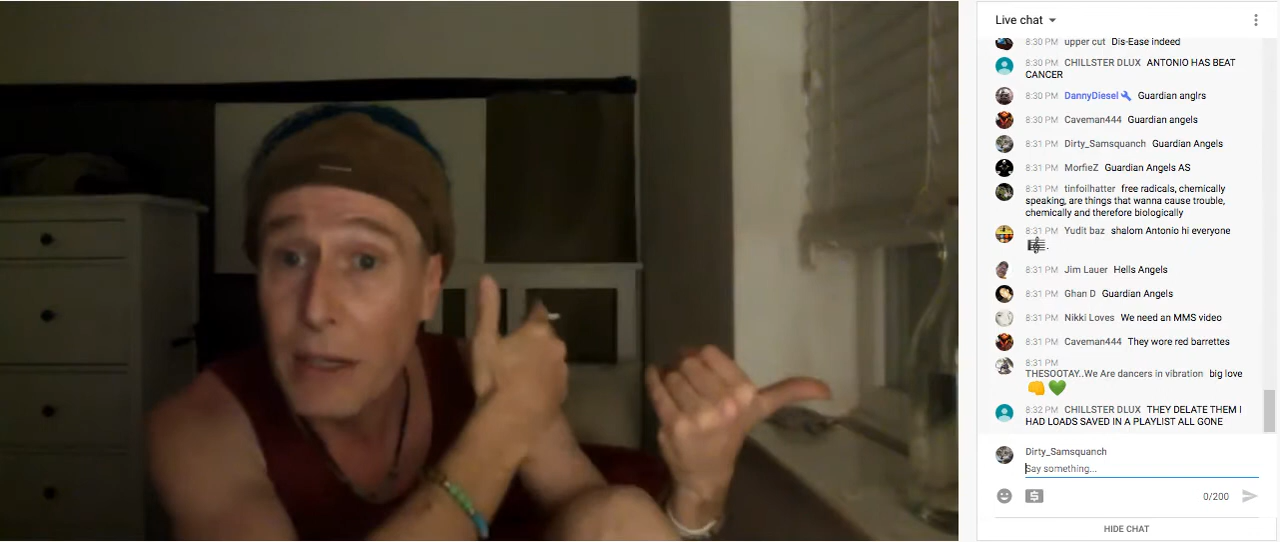 Live chat
8:30 PM upper cut Dis-Ease indeed
8:30 PM CHILLSTER DLUX ANTONIO HAS BEAT
CANCER
8:30 PM DannyDiesel Guardian anglrs
8:30 PM Caveman444 Guardian angels
8:31 PM Dirty_Samsquanch Guardian Angels
8:31 PM MorfieZ Guardian Angels AS
8:31 PM tinfoilhatter free radicals, chemically
speaking, are things that wanna cause trouble,
chemically and therefore biologically
8:31 PM Yudit baz shalom Antonio hi everyone
🎼.
8:31 PM Jim Lauer Hells Angels
8:31 PM Ghan D Guardian Angels
8:31 PM Nikki Loves We need an MMS video
8:31 PM Caveman444 They wore red barrettes
8:31 PM
THESOOTAY..We Are dancers in vibration big love
👊💚
8:32 PM CHILLSTER DLUX THEY DELATE THEM I
HAD LOADS SAVED IN A PLAYLIST ALL GONE
Dirty_Samsquanch
Say something...
0/200
HIDE CHAT